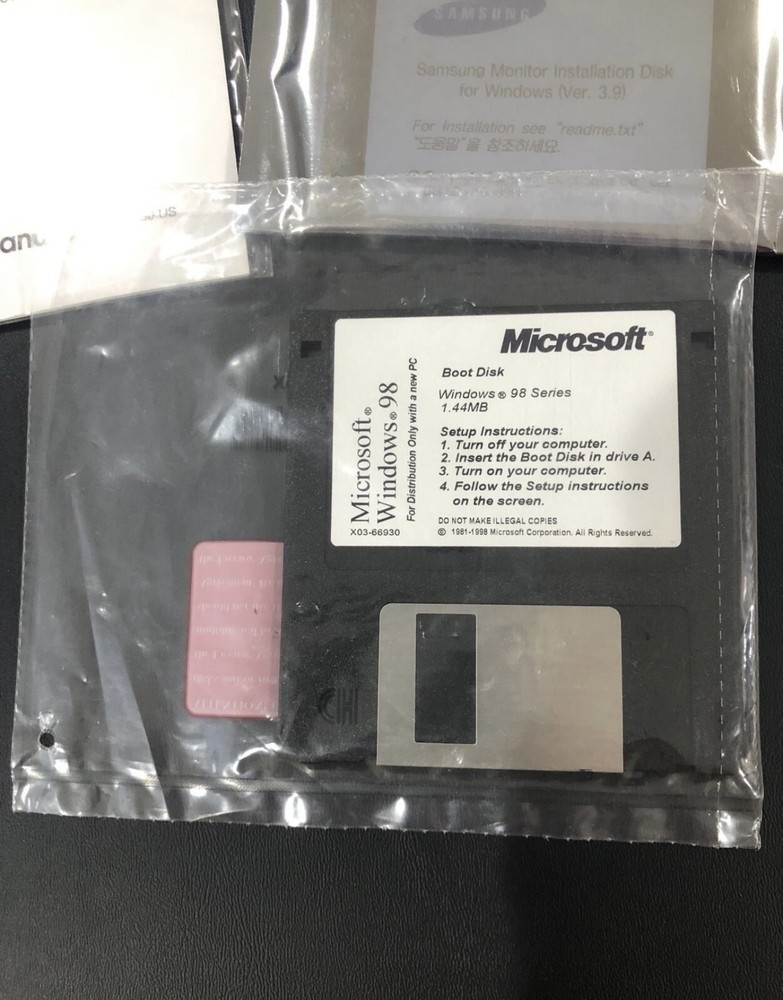 SAMSUNG
Samsung Monitor Installation Disk
for Windows (Ver. 3.9)
For Installation see "readme.txt"
"도움말"을 참조하세요.
Microsoft®
Windows® 98
For Distribution Only with a new PC
X03-66930
Microsoft®
Boot Disk
Windows® 98 Series
1.44MB
Setup Instructions:
1. Turn off your computer.
2. Insert the Boot Disk in drive A.
3. Turn on your computer.
4. Follow the Setup instructions
on the screen.
DO NOT MAKE ILLEGAL COPIES
© 1981-1998 Microsoft Corporation. All Rights Reserved.